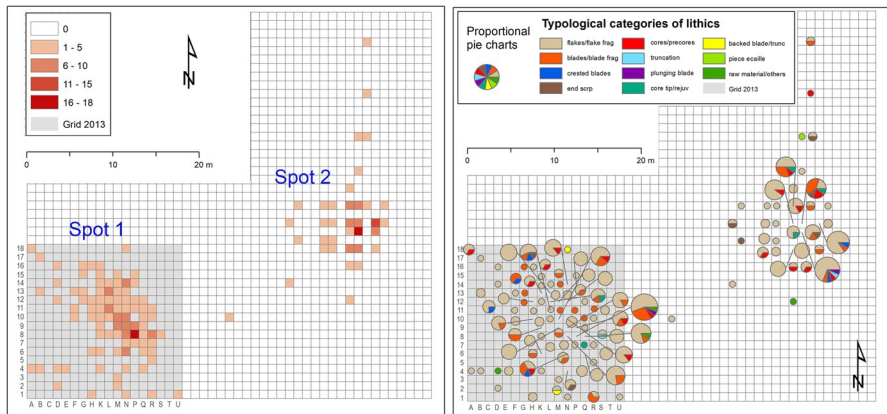 0
1 - 5
6 - 10
11 - 15
16 - 18
Grid 2013
N
0 10 20 m
Spot 1
Spot 2
18
17
16
15
14
13
12
11
10
9
8
7
6
5
4
3
2
1
A B C D E F G H K L M N P Q R S T U
Proportional
pie charts
Typological categories of lithics
flakes/flake frag
blades/blade frag
crested blades
end scrp
cores/precores
truncation
plunging blade
core tip/rejuv
backed blade/trunc
piece ecaille
raw material/others
Grid 2013
0 10 20 m
18
17
16
15
14
13
12
11
10
9
8
7
6
5
4
3
2
1
A B C D E F G H K L M N P Q R S T U
N